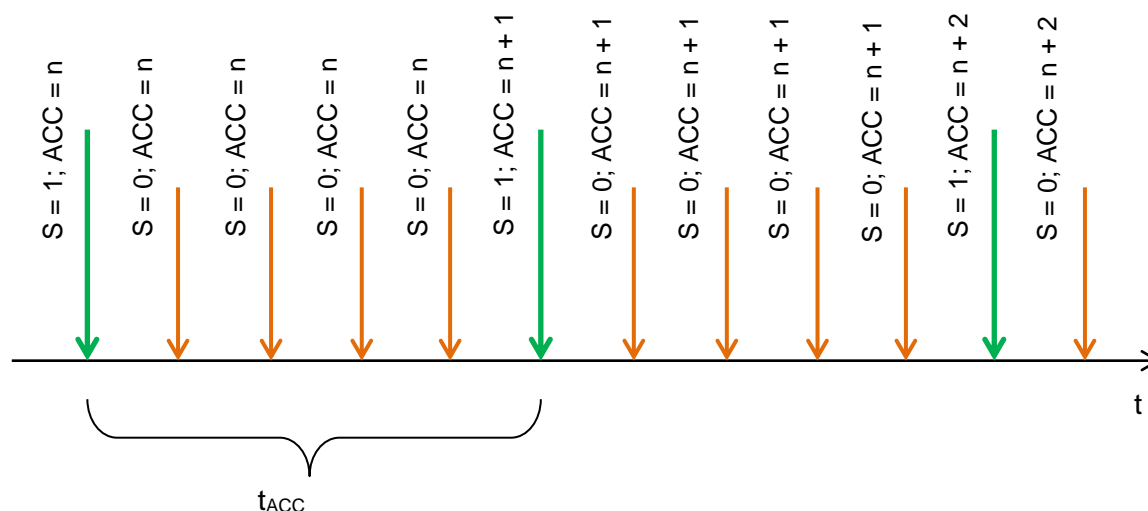 S = 1; ACC = n
S = 0; ACC = n
S = 0; ACC = n
S = 0; ACC = n
S = 0; ACC = n
S = 1; ACC = n + 1
S = 0; ACC = n + 1
S = 0; ACC = n + 1
S = 0; ACC = n + 1
S = 0; ACC = n + 1
S = 1; ACC = n + 2
S = 0; ACC = n + 2
t
tACC